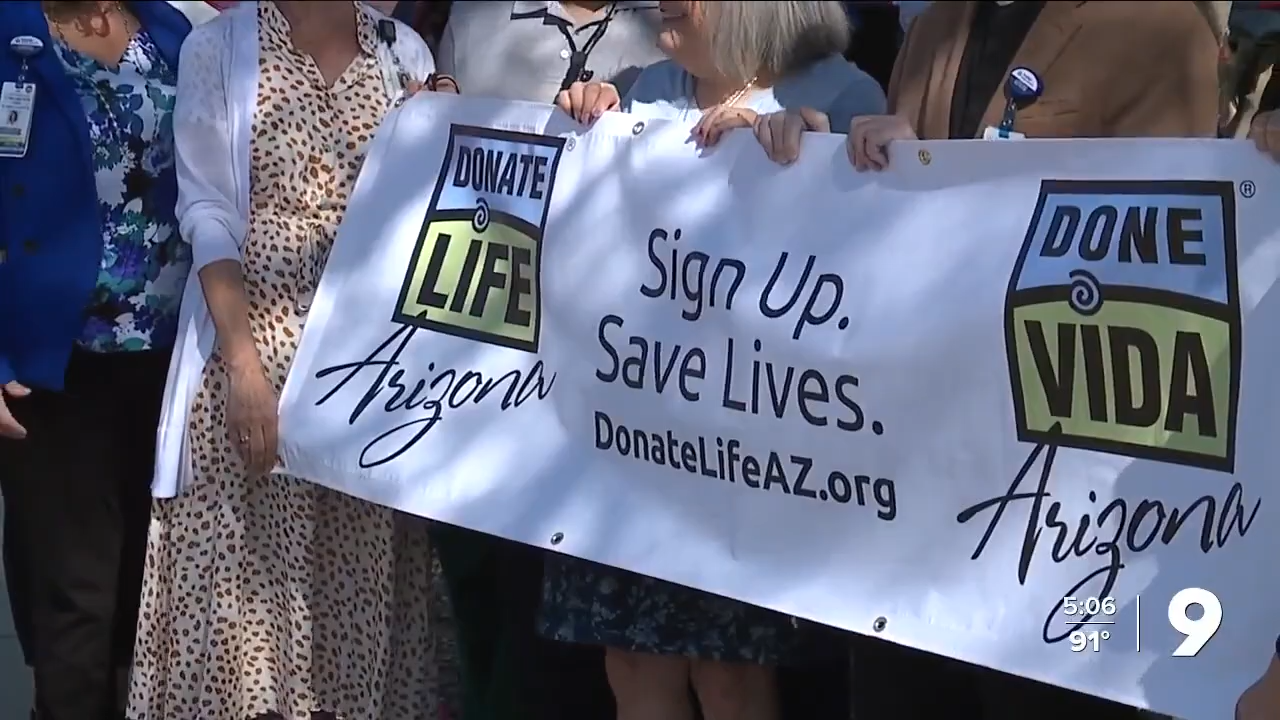 DONATE
LIFE
®
Arizona
Sign Up.
Save Lives.
DonateLifeAZ.org
DONE
VIDA
®
Arizona
5:06
91°
9